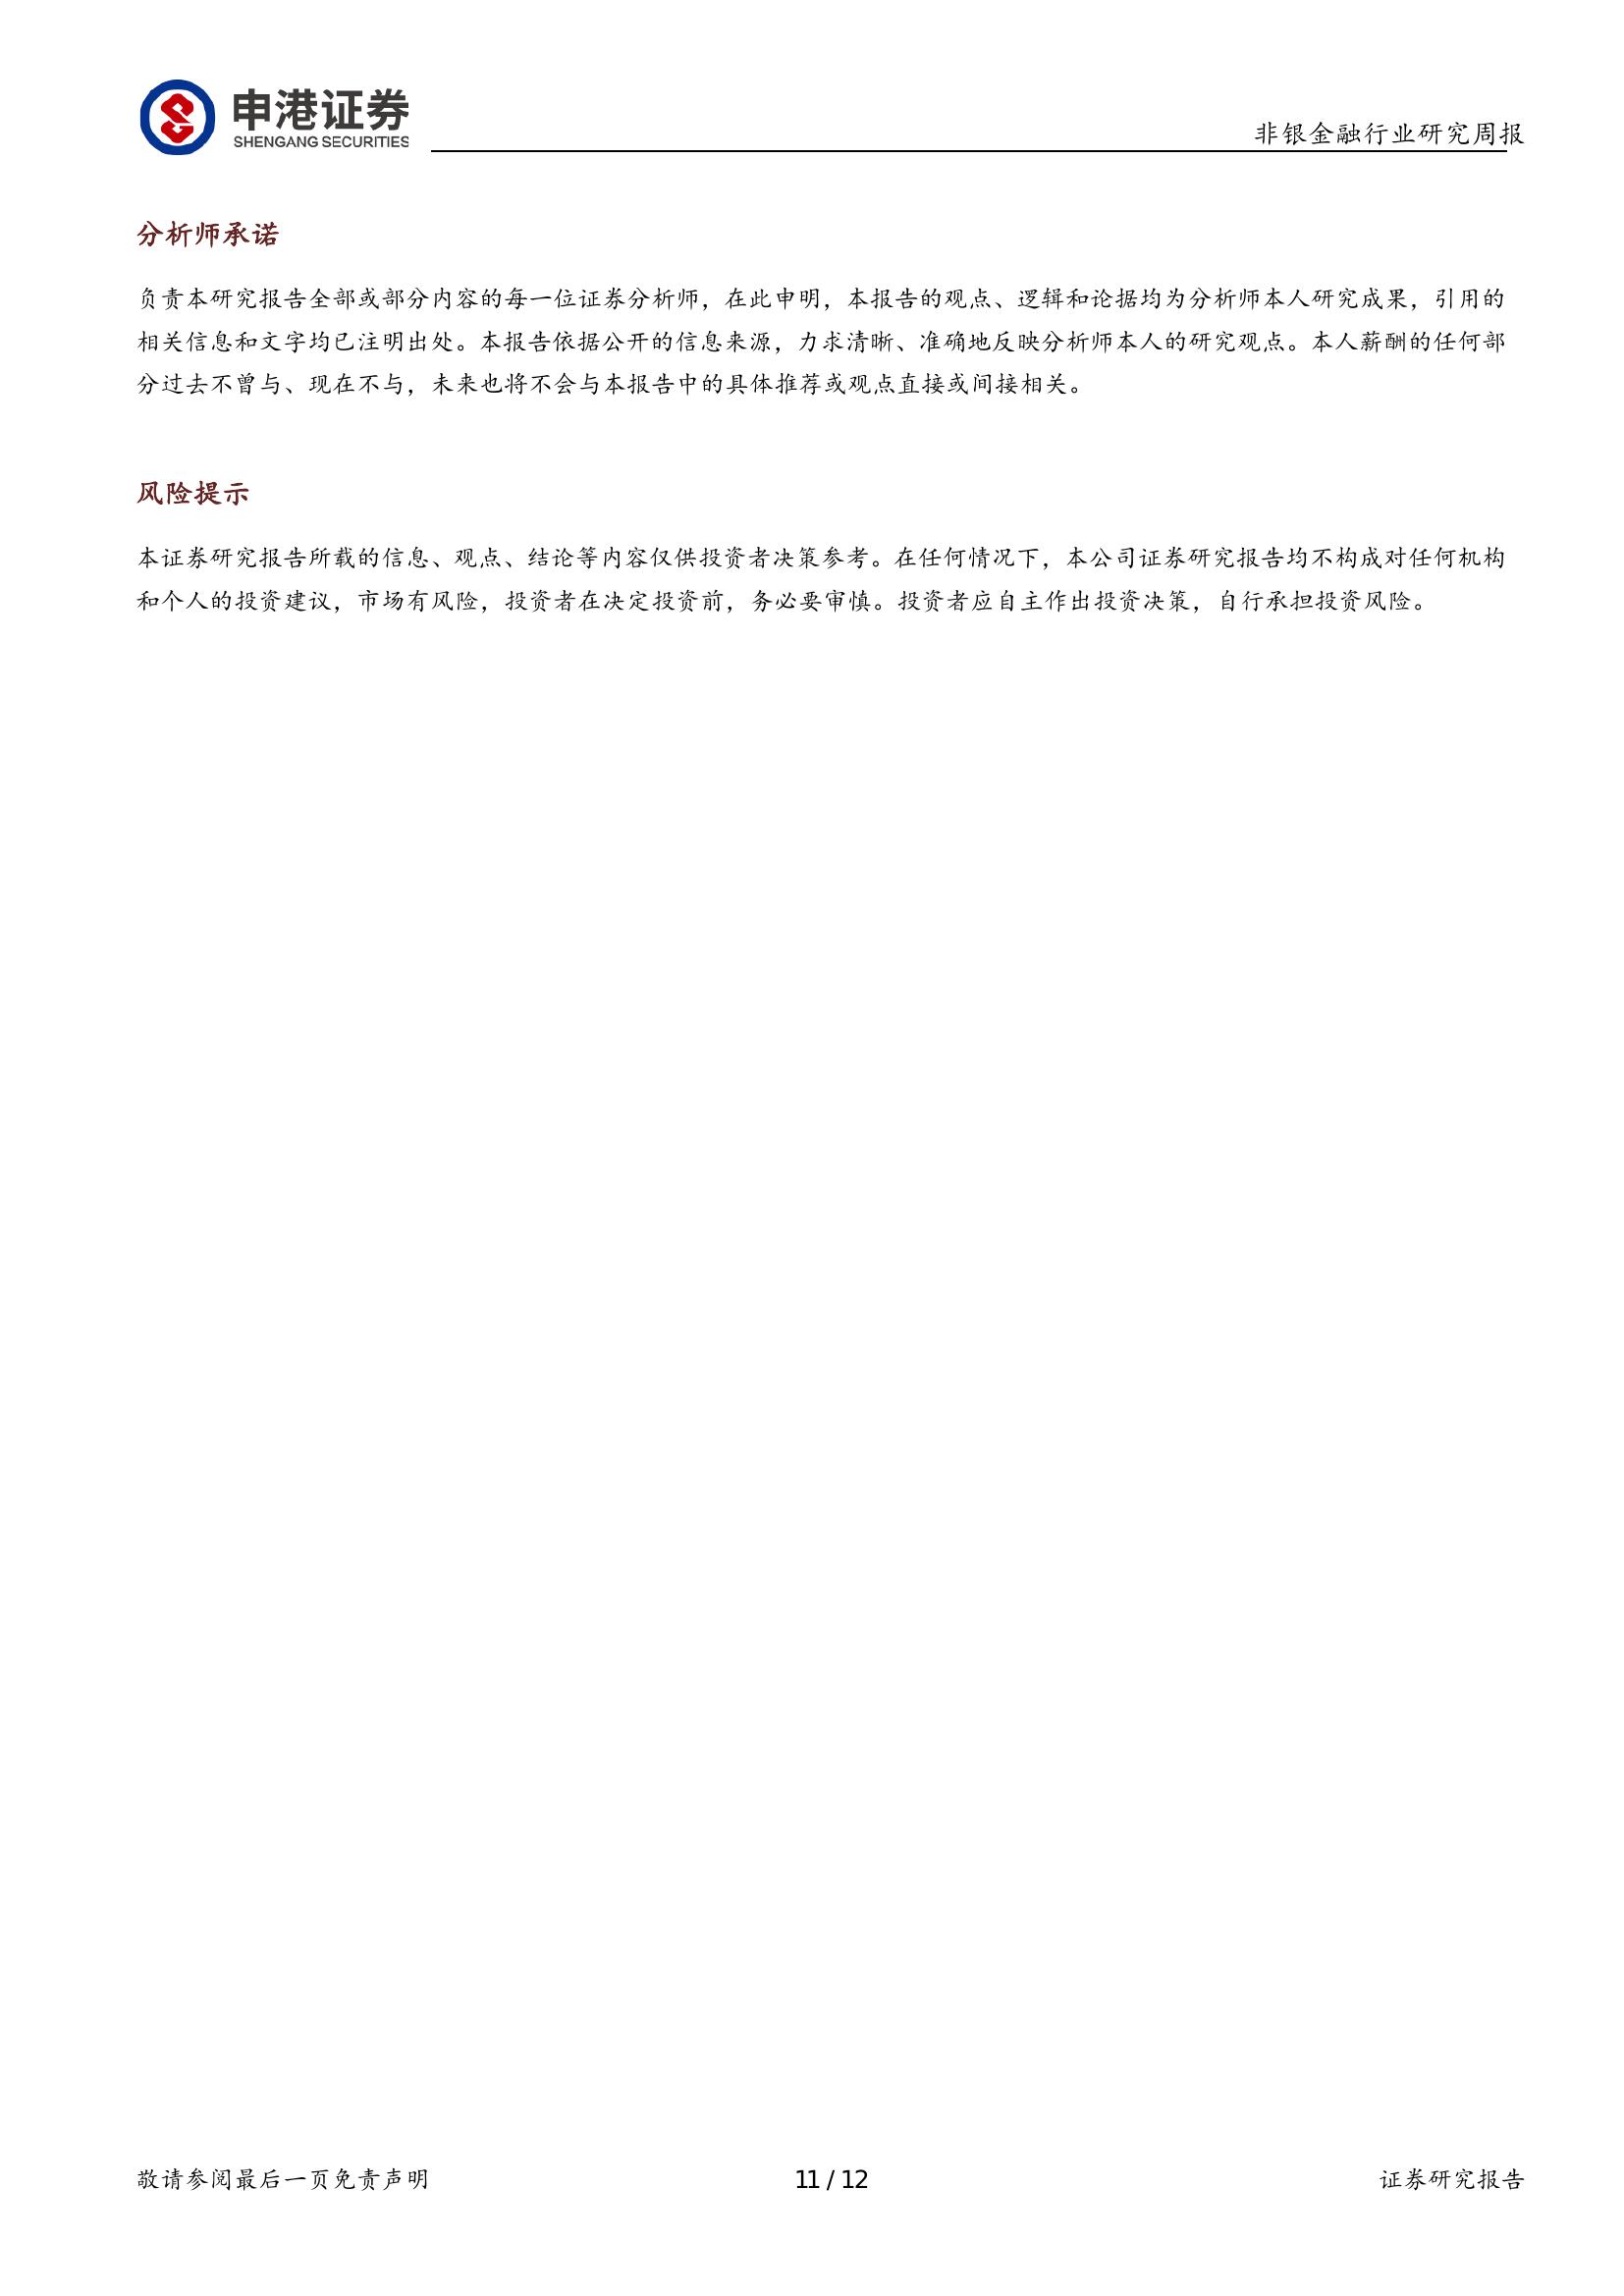 申港证券
SHENGANG SECURITIES
非银金融行业研究周报
分析师承诺
负责本研究报告全部或部分内容的每一位证券分析师，在此申明，本报告的观点、逻辑和论据均为分析师本人研究成果，引用的
相关信息和文字均已注明出处。本报告依据公开的信息来源，力求清晰、准确地反映分析师本人的研究观点。本人薪酬的任何部
分过去不曾与、现在不与，未来也将不会与本报告中的具体推荐或观点直接或间接相关。
风险提示
本证券研究报告所载的信息、观点、结论等内容仅供投资者决策参考。在任何情况下，本公司证券研究报告均不构成对任何机构
和个人的投资建议，市场有风险，投资者在决定投资前，务必要审慎。投资者应自主作出投资决策，自行承担投资风险。
敬请参阅最后一页免责声明
11 / 12
证券研究报告